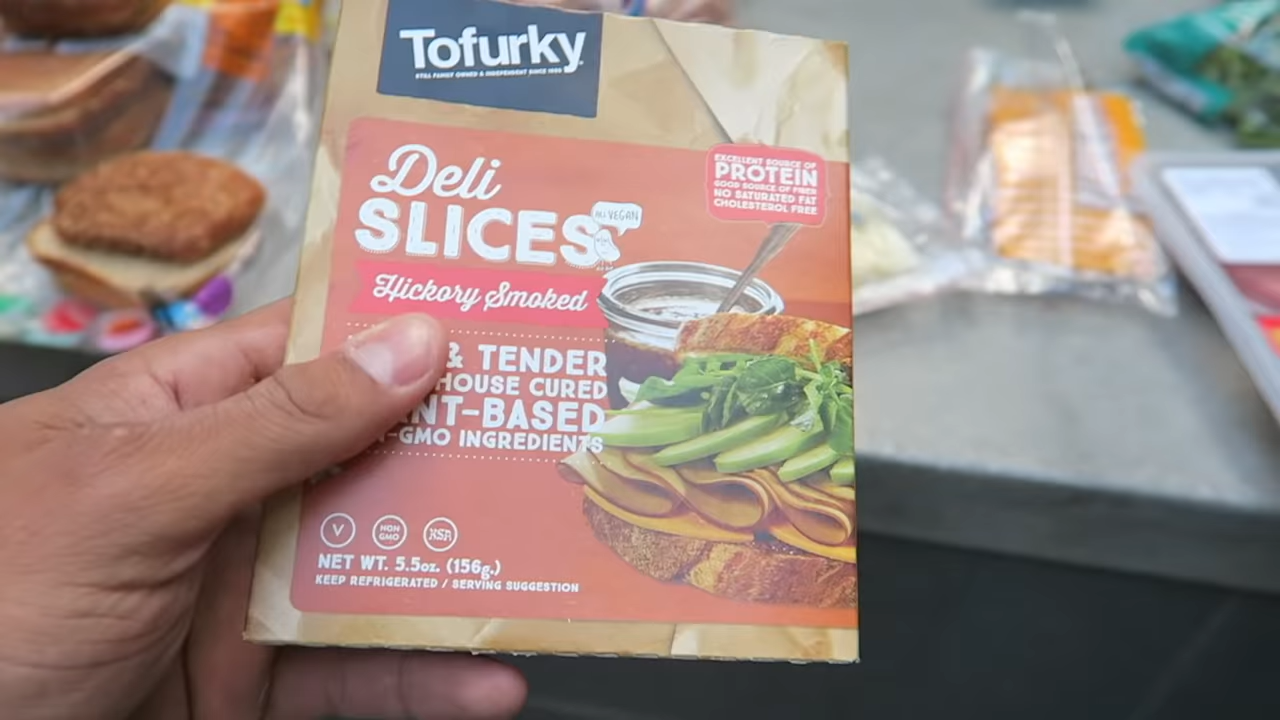 Tofurky
STILL FAMILY OWNED & INDEPENDENT SINCE 1980
Deli
SLICES
VEGAN
Hickory Smoked
& TENDER
HOUSE CURED
NT-BASED
-GMO INGREDIENTS
EXCELLENT SOURCE OF
PROTEIN
GOOD SOURCE OF FIBER
NO SATURATED FAT
CHOLESTEROL FREE
V
NON
GMO
KSA
NET WT. 5.5oz. (156g.)
KEEP REFRIGERATED / SERVING SUGGESTION